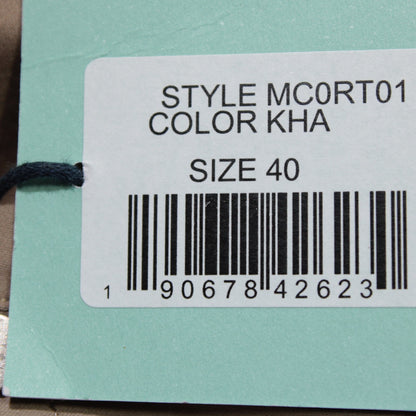 STYLE MC0RT01
COLOR KHA
SIZE 40
1 90678 42623